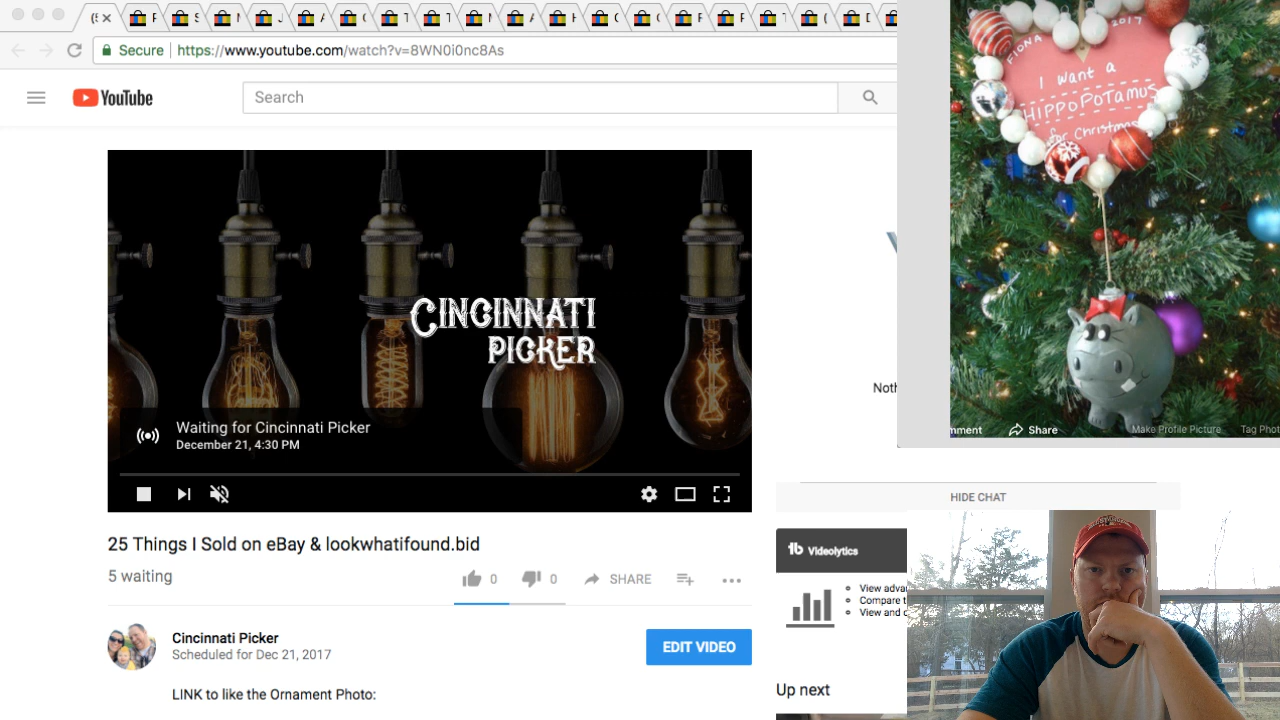 Secure
https://www.youtube.com/watch?v=8WN0i0nc8As
YouTube
Search
CINCINNATI
PICKER
Waiting for Cincinnati Picker
December 21, 4:30 PM
25 Things I Sold on eBay & lookwhatifound.bid
5 waiting
0
0
SHARE
Cincinnati Picker
Scheduled for Dec 21, 2017
EDIT VIDEO
LINK to like the Ornament Photo:
FIONA
2017
I want a
HIPPOPOTAMUS
for Christmas
Share
Make Profile Picture
HIDE CHAT
tb Videolytics
View
Compare
View and
Up next